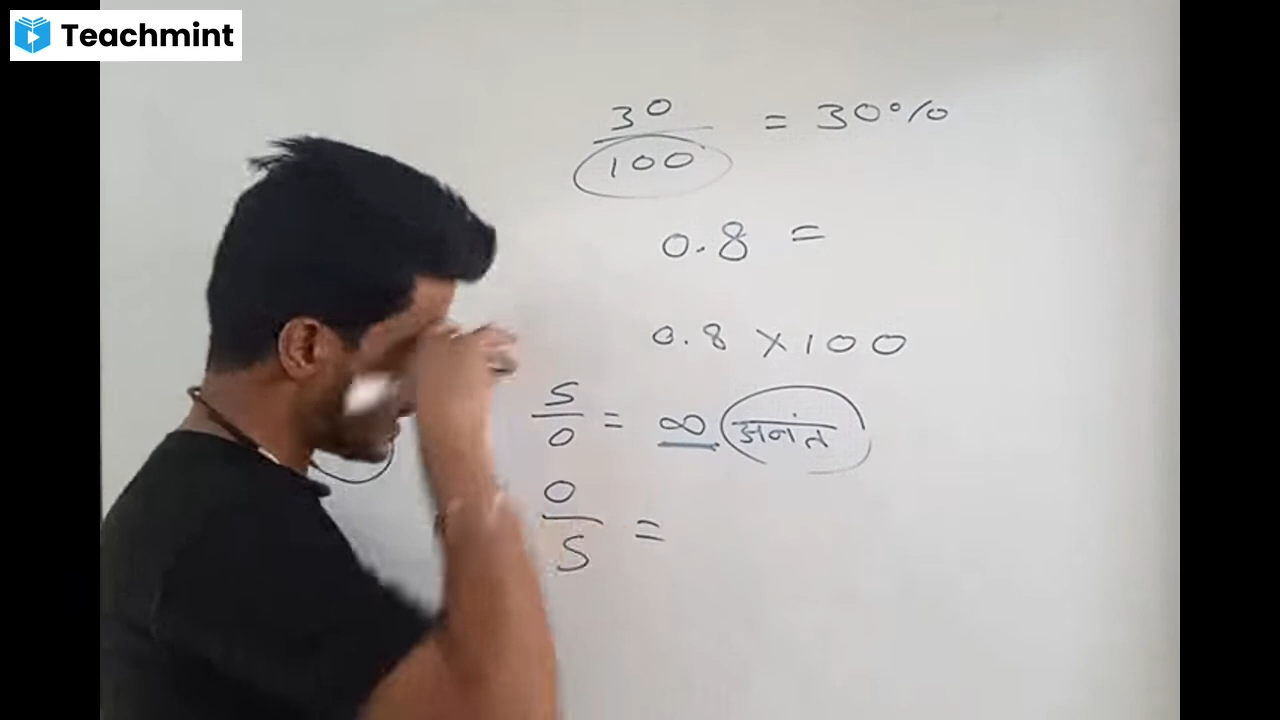 Teachmint
30/100 = 30%
0.8 =
0.8 × 100
5/0 = ∞ अनंत
0/5 =